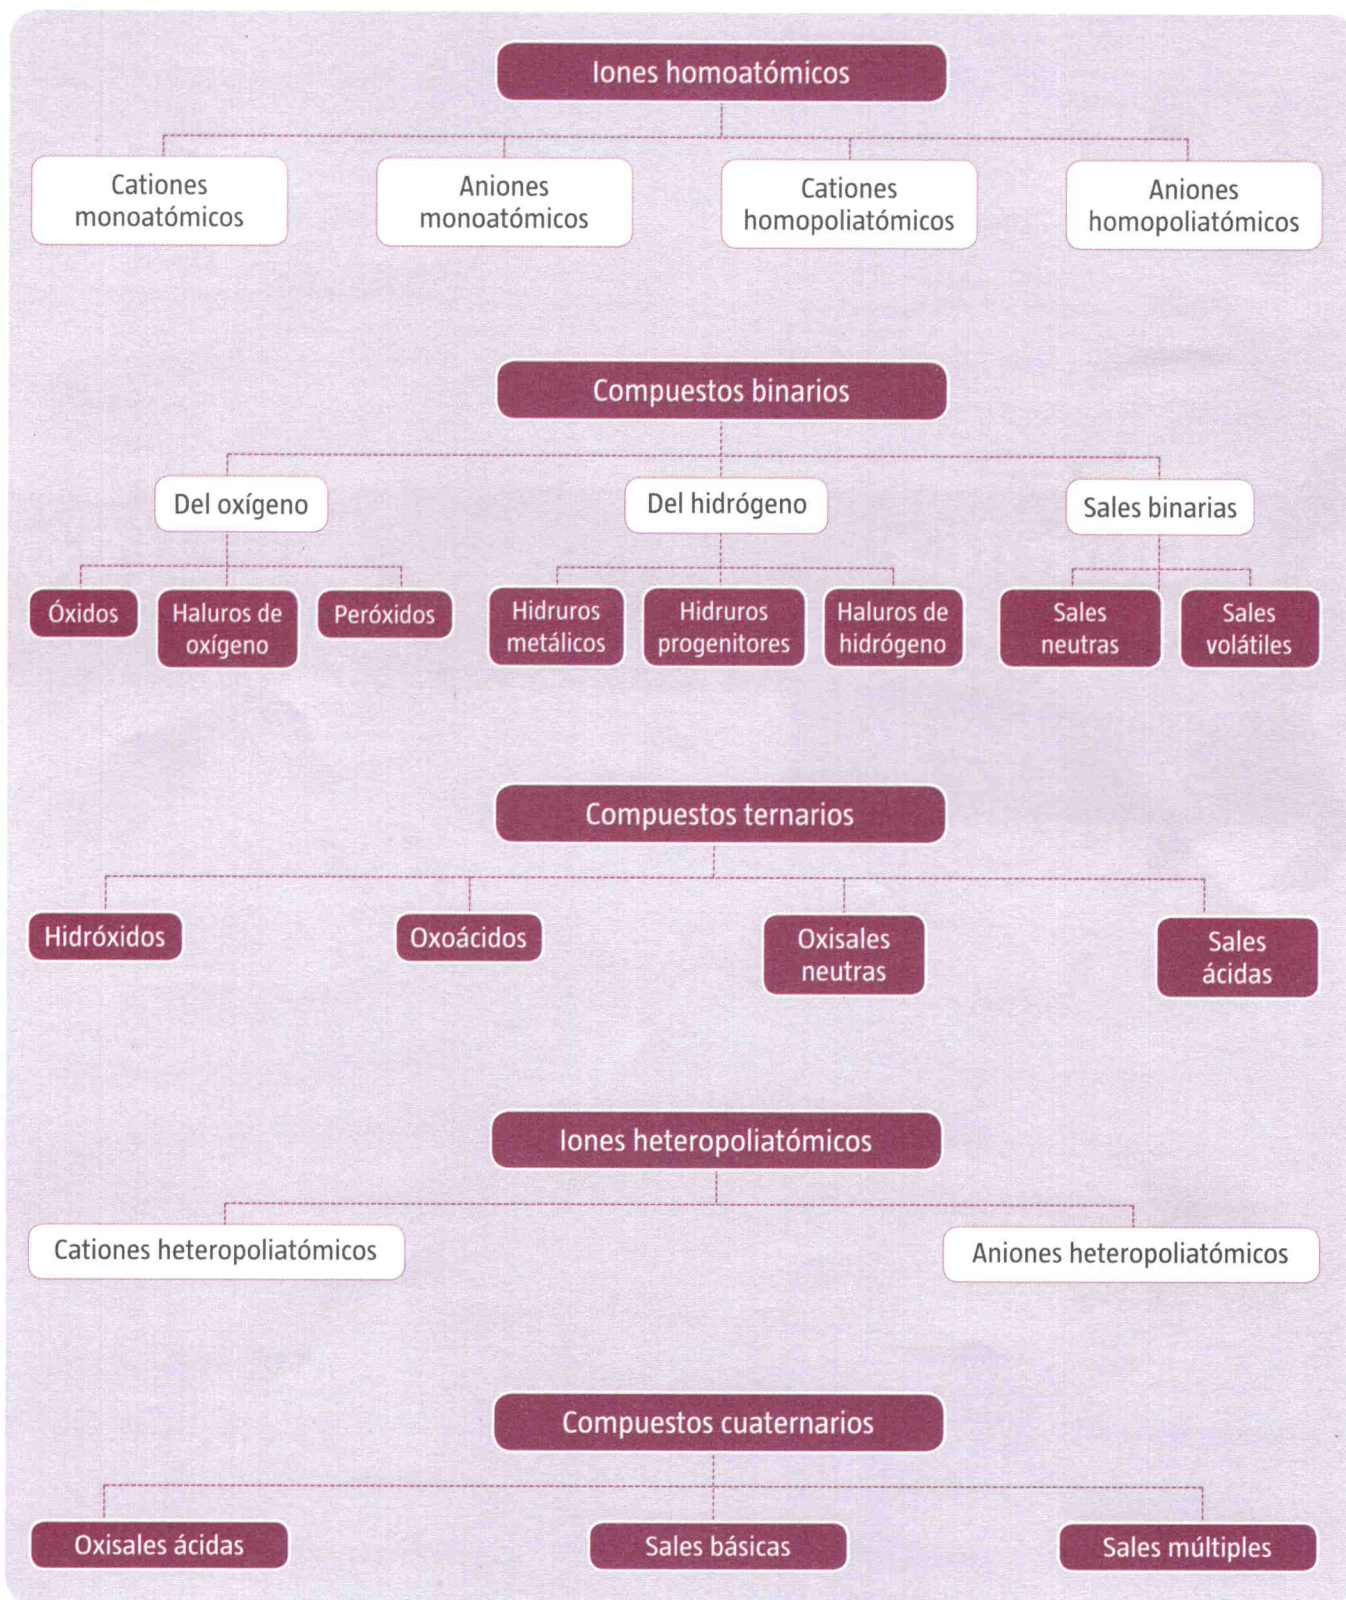 Iones homoatómicos
Cationes
monoatómicos
Aniones
monoatómicos
Cationes
homopoliatómicos
Aniones
homopoliatómicos
Compuestos binarios
Del oxígeno
Del hidrógeno
Sales binarias
Óxidos
Haluros de
oxígeno
Peróxidos
Hidruros
metálicos
Hidruros
progenitores
Haluros de
hidrógeno
Sales
neutras
Sales
volátiles
Compuestos ternarios
Hidróxidos
Oxoácidos
Oxisales
neutras
Sales
ácidas
Iones heteropoliatómicos
Cationes heteropoliatómicos
Aniones heteropoliatómicos
Compuestos cuaternarios
Oxisales ácidas
Sales básicas
Sales múltiples